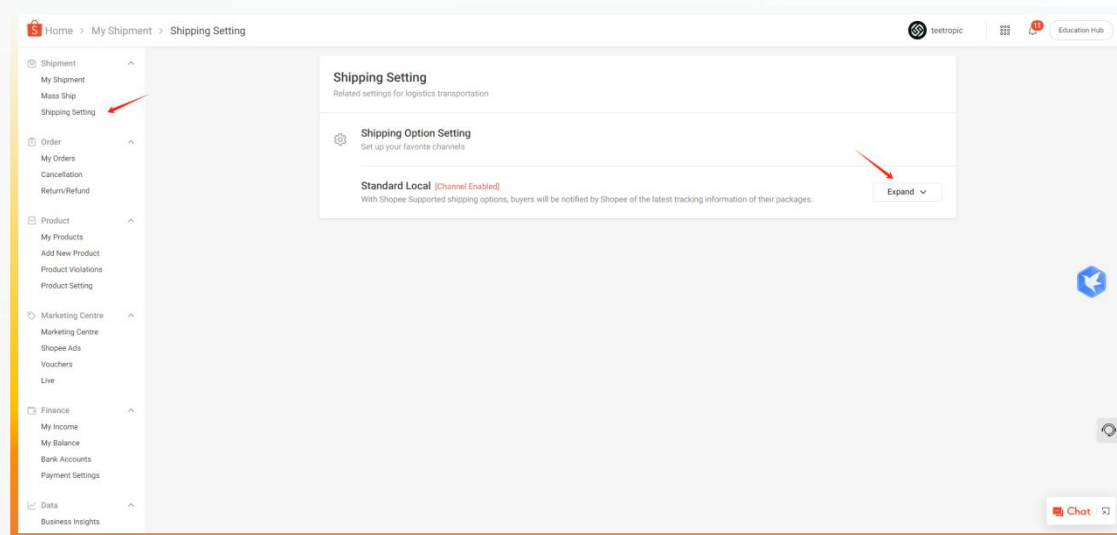 Home > My Shipment > Shipping Setting
teetropic
11
Education Hub
Shipment
My Shipment
Mass Ship
Shipping Setting
Order
My Orders
Cancellation
Return/Refund
Product
My Products
Add New Product
Product Violations
Product Setting
Marketing Centre
Marketing Centre
Shopee Ads
Vouchers
Live
Finance
My Income
My Balance
Bank Accounts
Payment Settings
Data
Business Insights
Shipping Setting
Related settings for logistics transportation
Shipping Option Setting
Set up your favorite channels
Standard Local [Channel Enabled]
With Shopee Supported shipping options, buyers will be notified by Shopee of the latest tracking information of their packages.
Expand
Chat